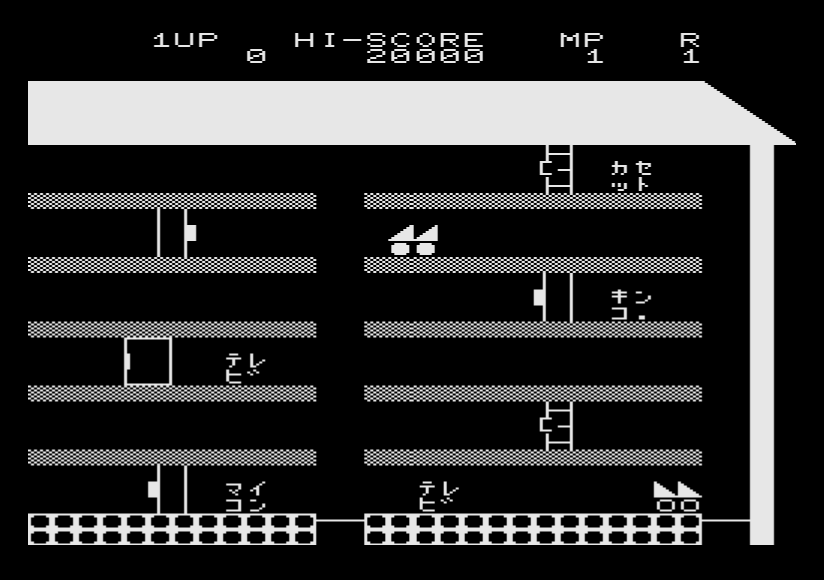 1UP HI-SCORE MP R
0 20000 1 1
カセ
ット
キン
コ.
テレ
ビ
マイ
コン
テレ
ビ